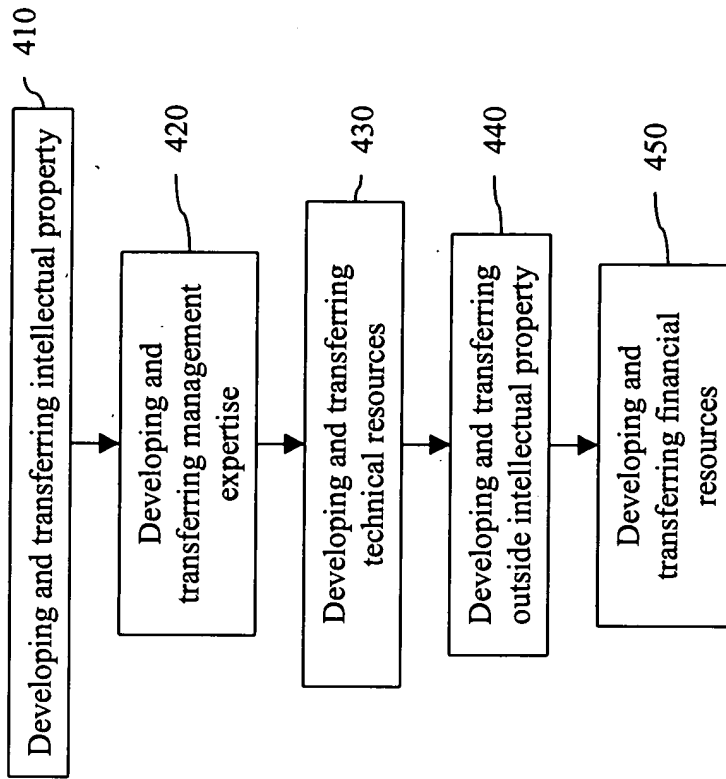 410
Developing and transferring intellectual property
420
Developing and
transferring management
expertise
430
Developing and transferring
technical resources
440
Developing and transferring
outside intellectual property
450
Developing and
transferring financial
resources